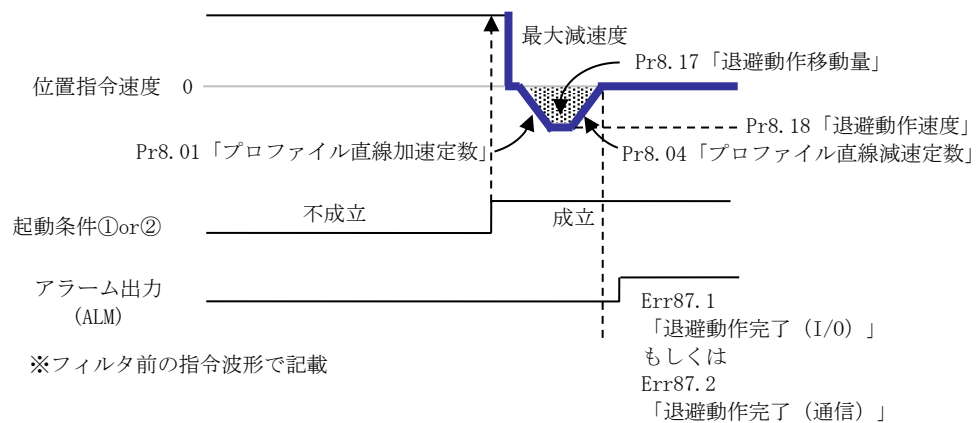 最大減速度
Pr8.17「退避動作移動量」
位置指令速度 0
Pr8.18「退避動作速度」
Pr8.01「プロファイル直線加速定数」
Pr8.04「プロファイル直線減速定数」
不成立
成立
起動条件①or②
アラーム出力
(ALM)
Err87.1
「退避動作完了（I/O）」
もしくは
Err87.2
「退避動作完了（通信）」
※フィルタ前の指令波形で記載